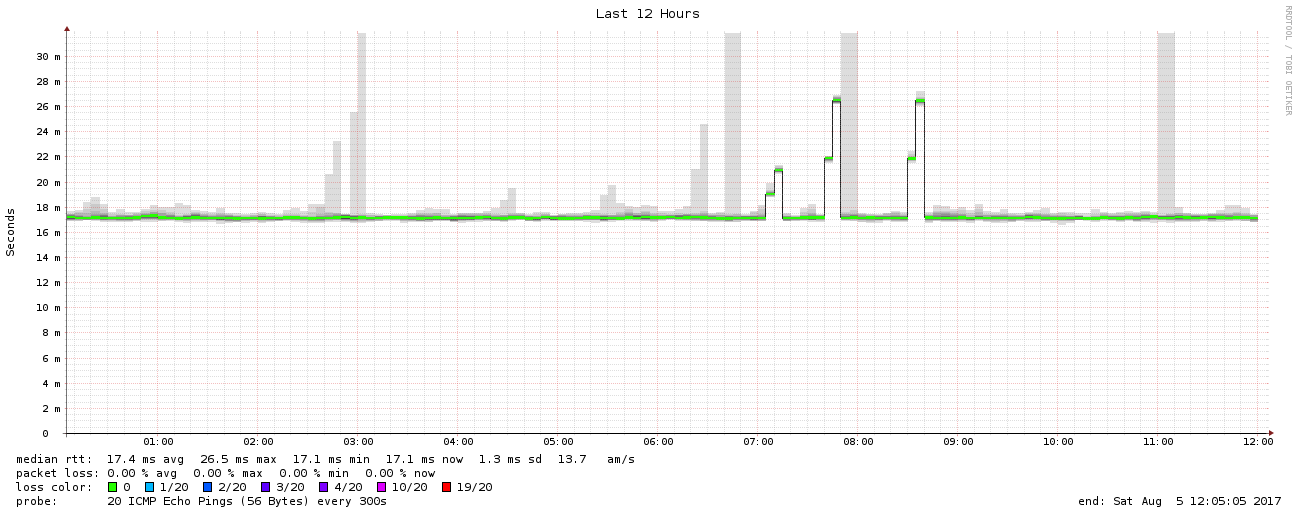 Last 12 Hours
RRDTOOL / TOBI OETIKER
Seconds
30 m
28 m
26 m
24 m
22 m
20 m
18 m
16 m
14 m
12 m
10 m
8 m
6 m
4 m
2 m
0
01:00 02:00 03:00 04:00 05:00 06:00 07:00 08:00 09:00 10:00 11:00 12:00
median rtt: 17.4 ms avg 26.5 ms max 17.1 ms min 17.1 ms now 1.3 ms sd 13.7 am/s
packet loss: 0.00 % avg 0.00 % max 0.00 % min 0.00 % now
loss color: 0 1/20 2/20 3/20 4/20 10/20 19/20
probe: 20 ICMP Echo Pings (56 Bytes) every 300s end: Sat Aug 5 12:05:05 2017